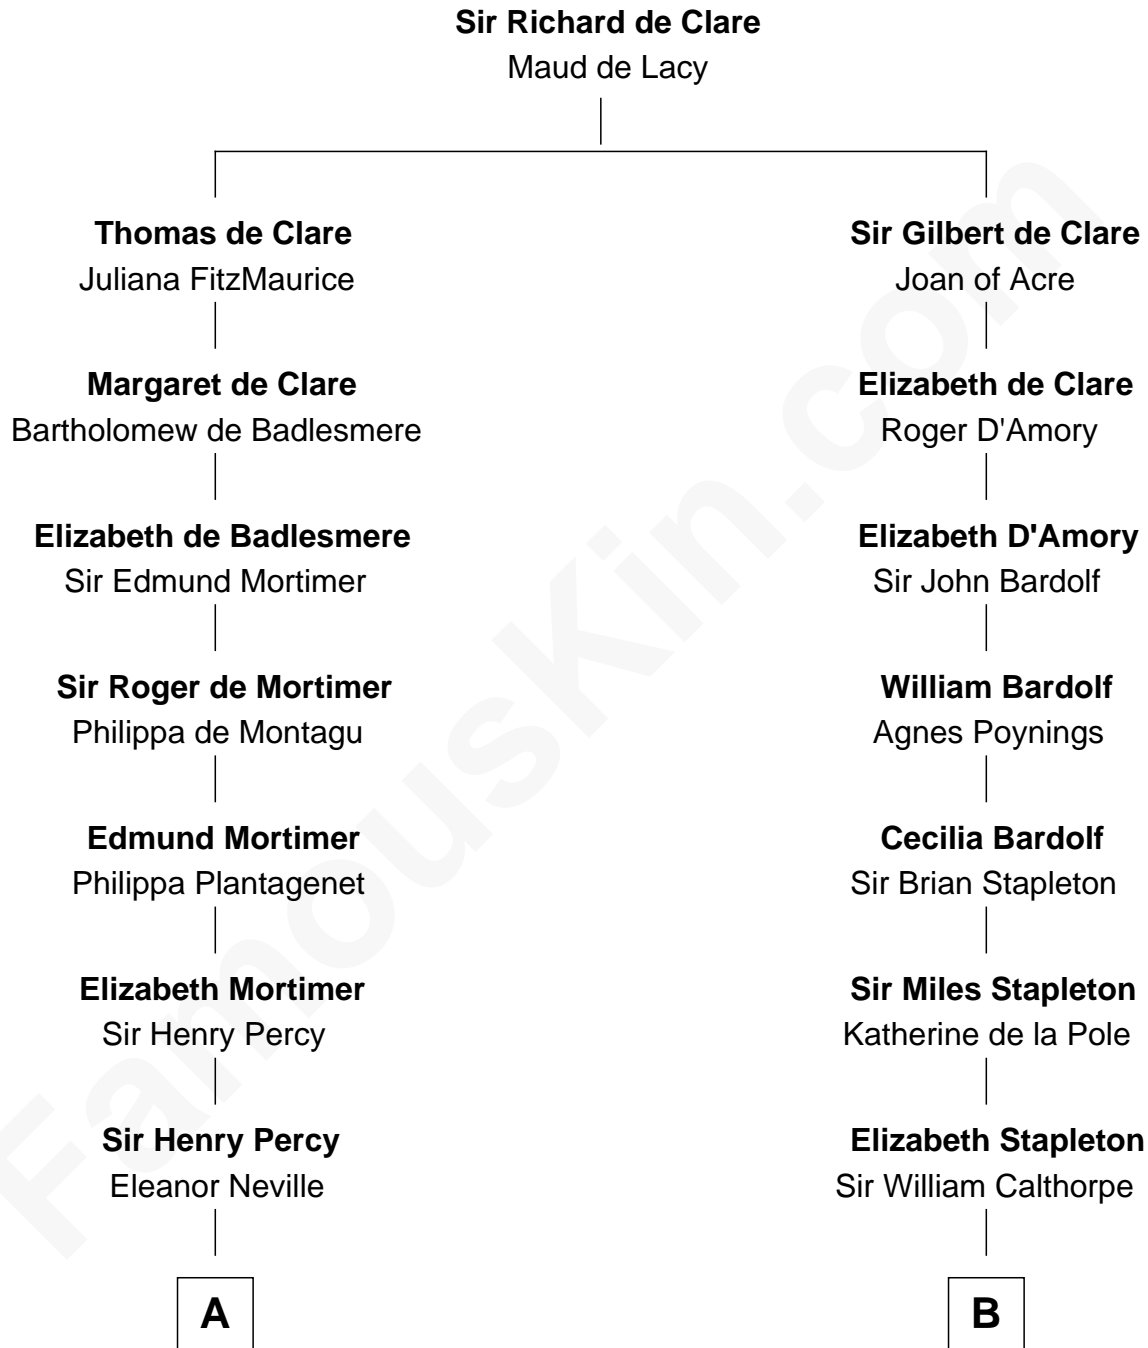 Sir Richard de Clare
Maud de Lacy
Thomas de Clare
Juliana FitzMaurice
Sir Gilbert de Clare
Joan of Acre
Margaret de Clare
Bartholomew de Badlesmere
Elizabeth de Clare
Roger D'Amory
Elizabeth de Badlesmere
Sir Edmund Mortimer
Elizabeth D'Amory
Sir John Bardolf
Sir Roger de Mortimer
Philippa de Montagu
William Bardolf
Agnes Poynings
Edmund Mortimer
Philippa Plantagenet
Cecilia Bardolf
Sir Brian Stapleton
Elizabeth Mortimer
Sir Henry Percy
Sir Miles Stapleton
Katherine de la Pole
Sir Henry Percy
Eleanor Neville
Elizabeth Stapleton
Sir William Calthorpe
A
B
FamousKin.com